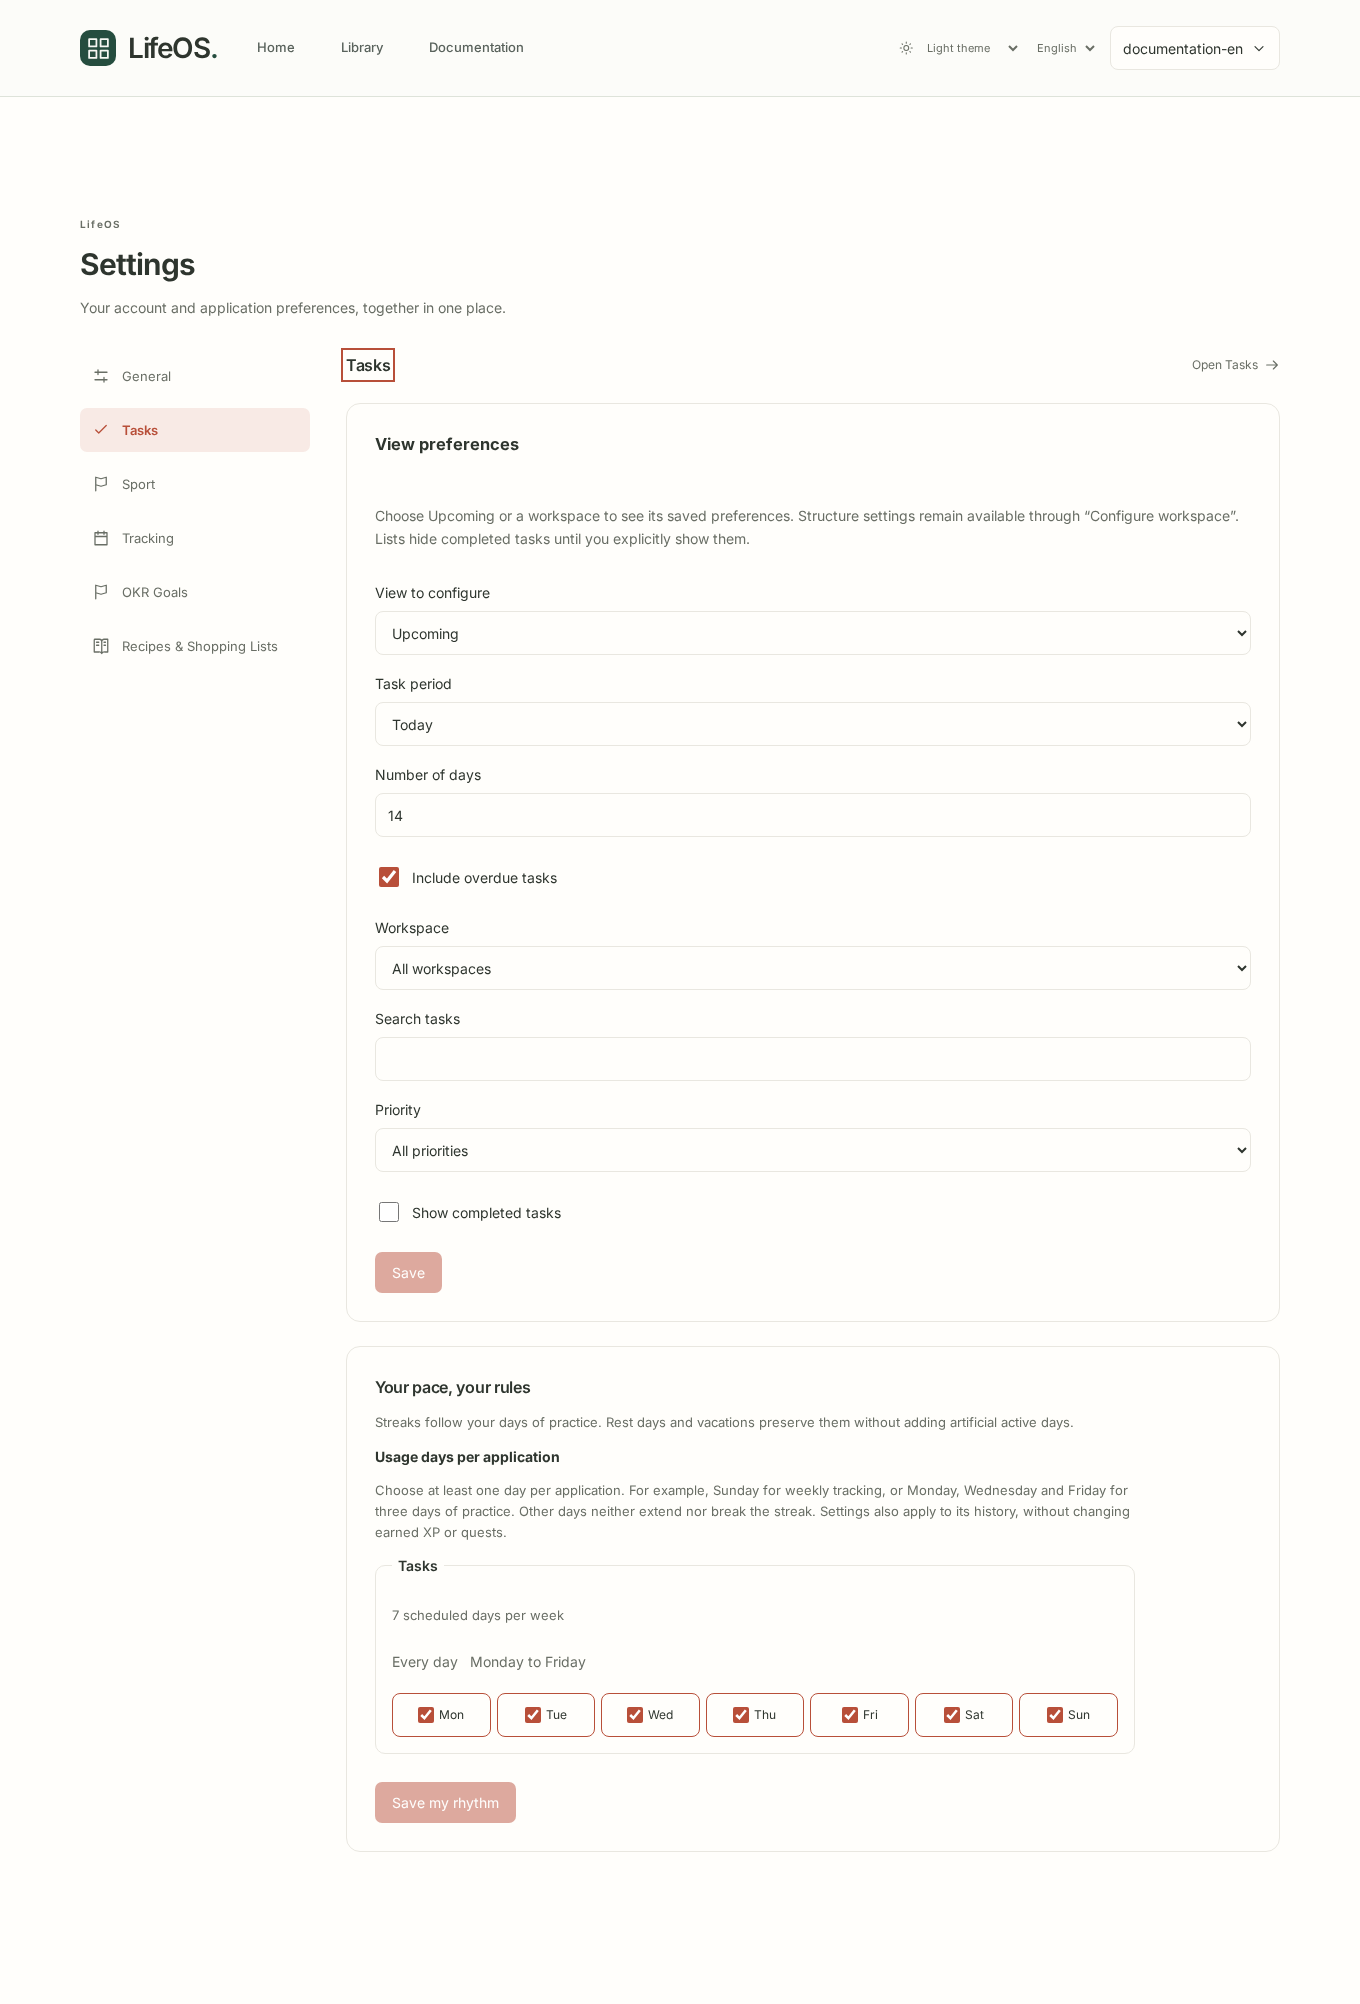 LifeOS.
Home
Library
Documentation
Light theme
English
documentation-en
LifeOS
Settings
Your account and application preferences, together in one place.
General
Tasks
Sport
Tracking
OKR Goals
Recipes & Shopping Lists
Tasks
Open Tasks
View preferences
Choose Upcoming or a workspace to see its saved preferences. Structure settings remain available through “Configure workspace”.
Lists hide completed tasks until you explicitly show them.
View to configure
Upcoming
Task period
Today
Number of days
14
Include overdue tasks
Workspace
All workspaces
Search tasks
Priority
All priorities
Show completed tasks
Save
Your pace, your rules
Streaks follow your days of practice. Rest days and vacations preserve them without adding artificial active days.
Usage days per application
Choose at least one day per application. For example, Sunday for weekly tracking, or Monday, Wednesday and Friday for
three days of practice. Other days neither extend nor break the streak. Settings also apply to its history, without changing
earned XP or quests.
Tasks
7 scheduled days per week
Every day
Monday to Friday
Mon
Tue
Wed
Thu
Fri
Sat
Sun
Save my rhythm